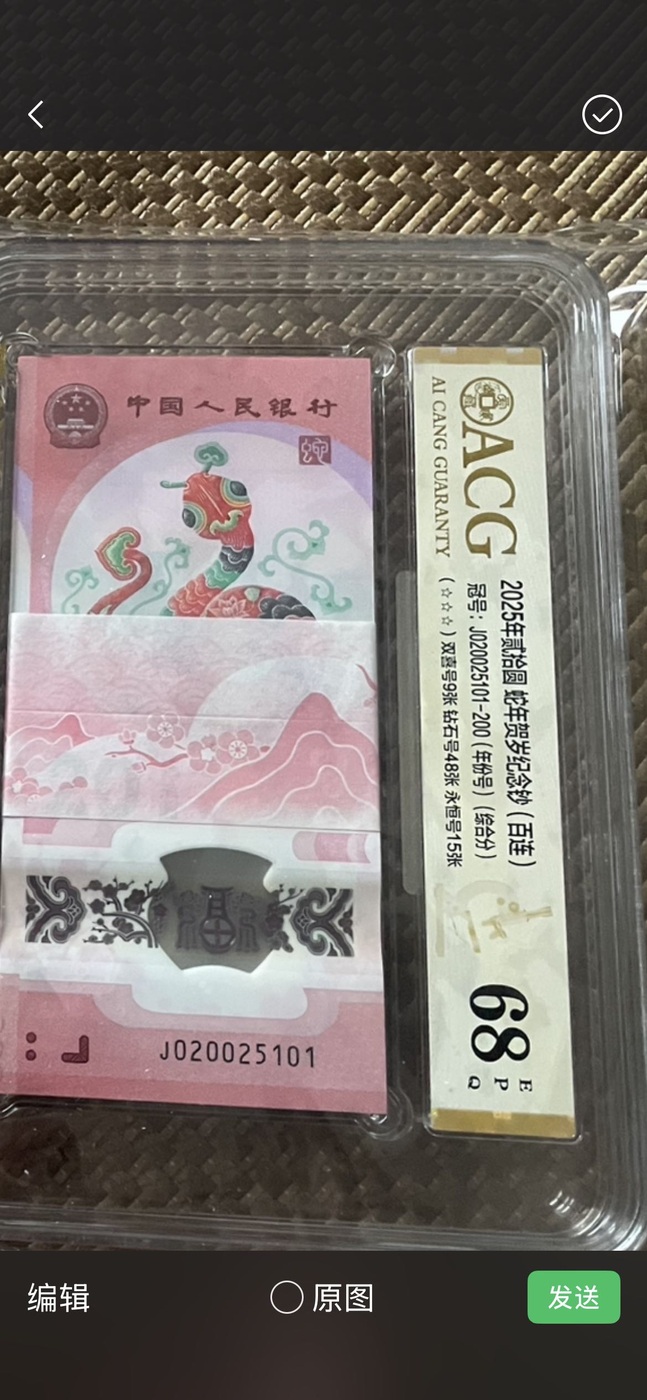 中国人民银行
蛇
J020025101
ACG
AI CANG GUARANTY
2025年贰拾圆 蛇年贺岁纪念钞（百连）
冠号：J020025101-200（年份号）（综合分）
（☆☆☆）双喜号9张 钻石号48张 永恒号15张
68
E
P
Q
编辑
原图
发送